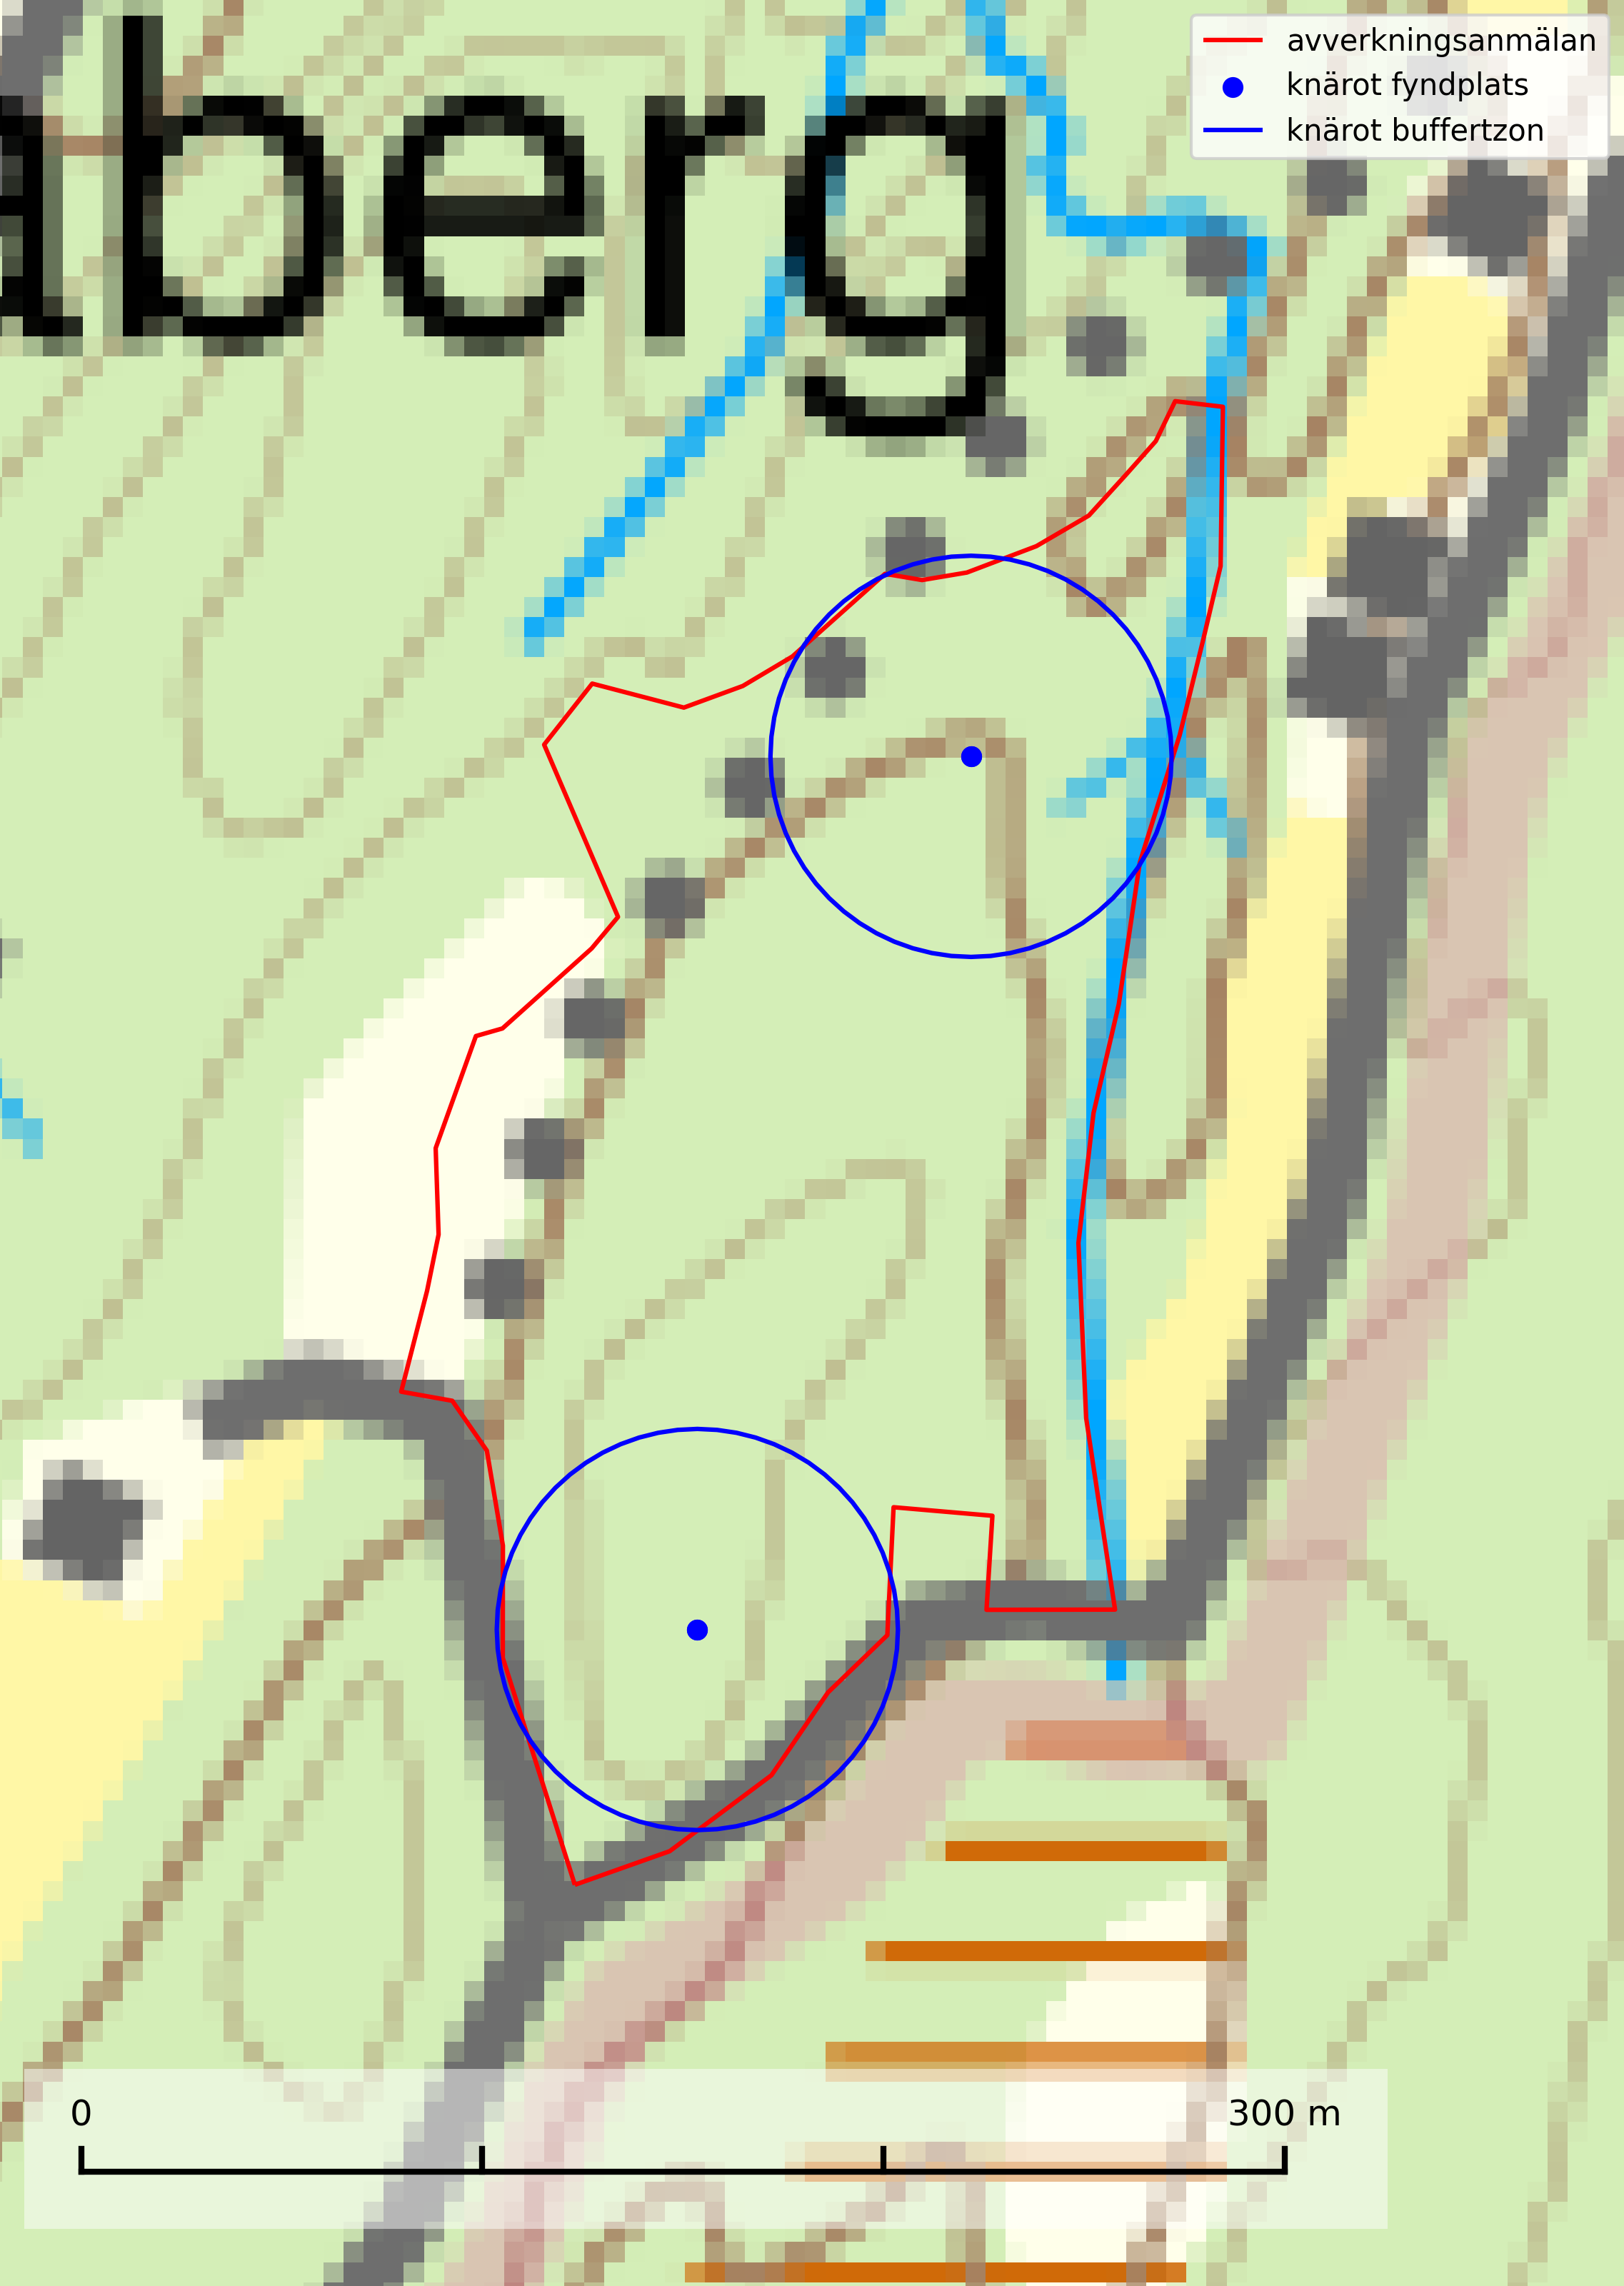 avverkningsanmälan
knärot fyndplats
knärot buffertzon
berg
0 300 m